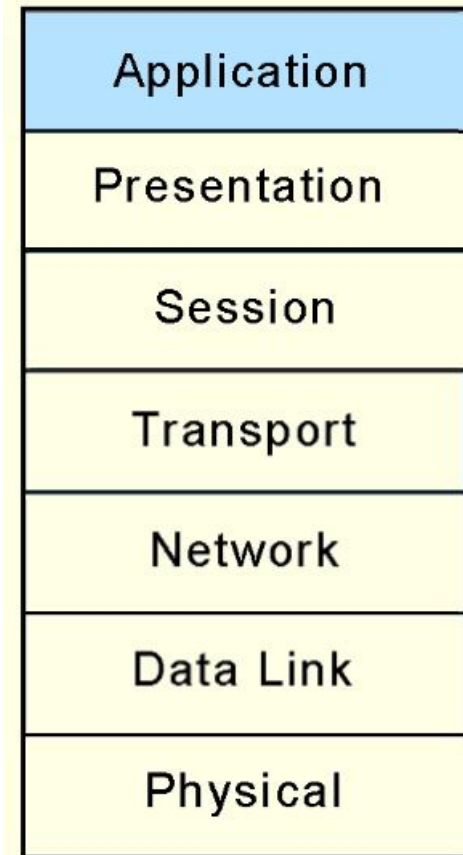 Application
Presentation
Session
Transport
Network
Data Link
Physical